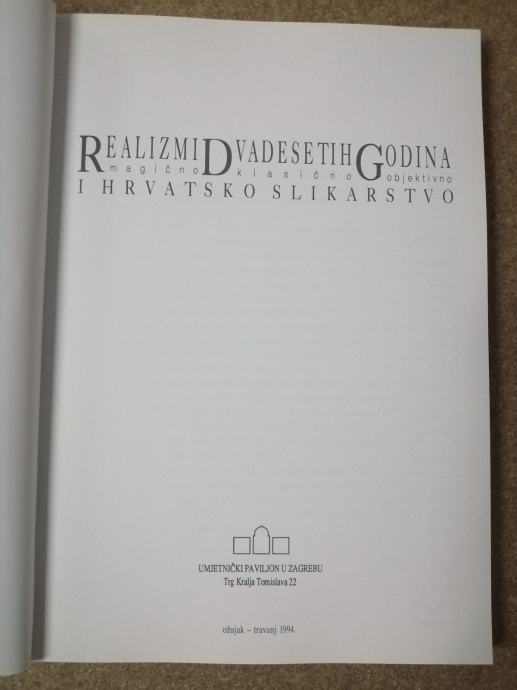 REALIZMI DVADESETIH GODINA
magično klasično objektivno
I HRVATSKO SLIKARSTVO
UMJETNIČKI PAVILJON U ZAGREBU
Trg Kralja Tomislava 22
ožujak – travanj 1994.